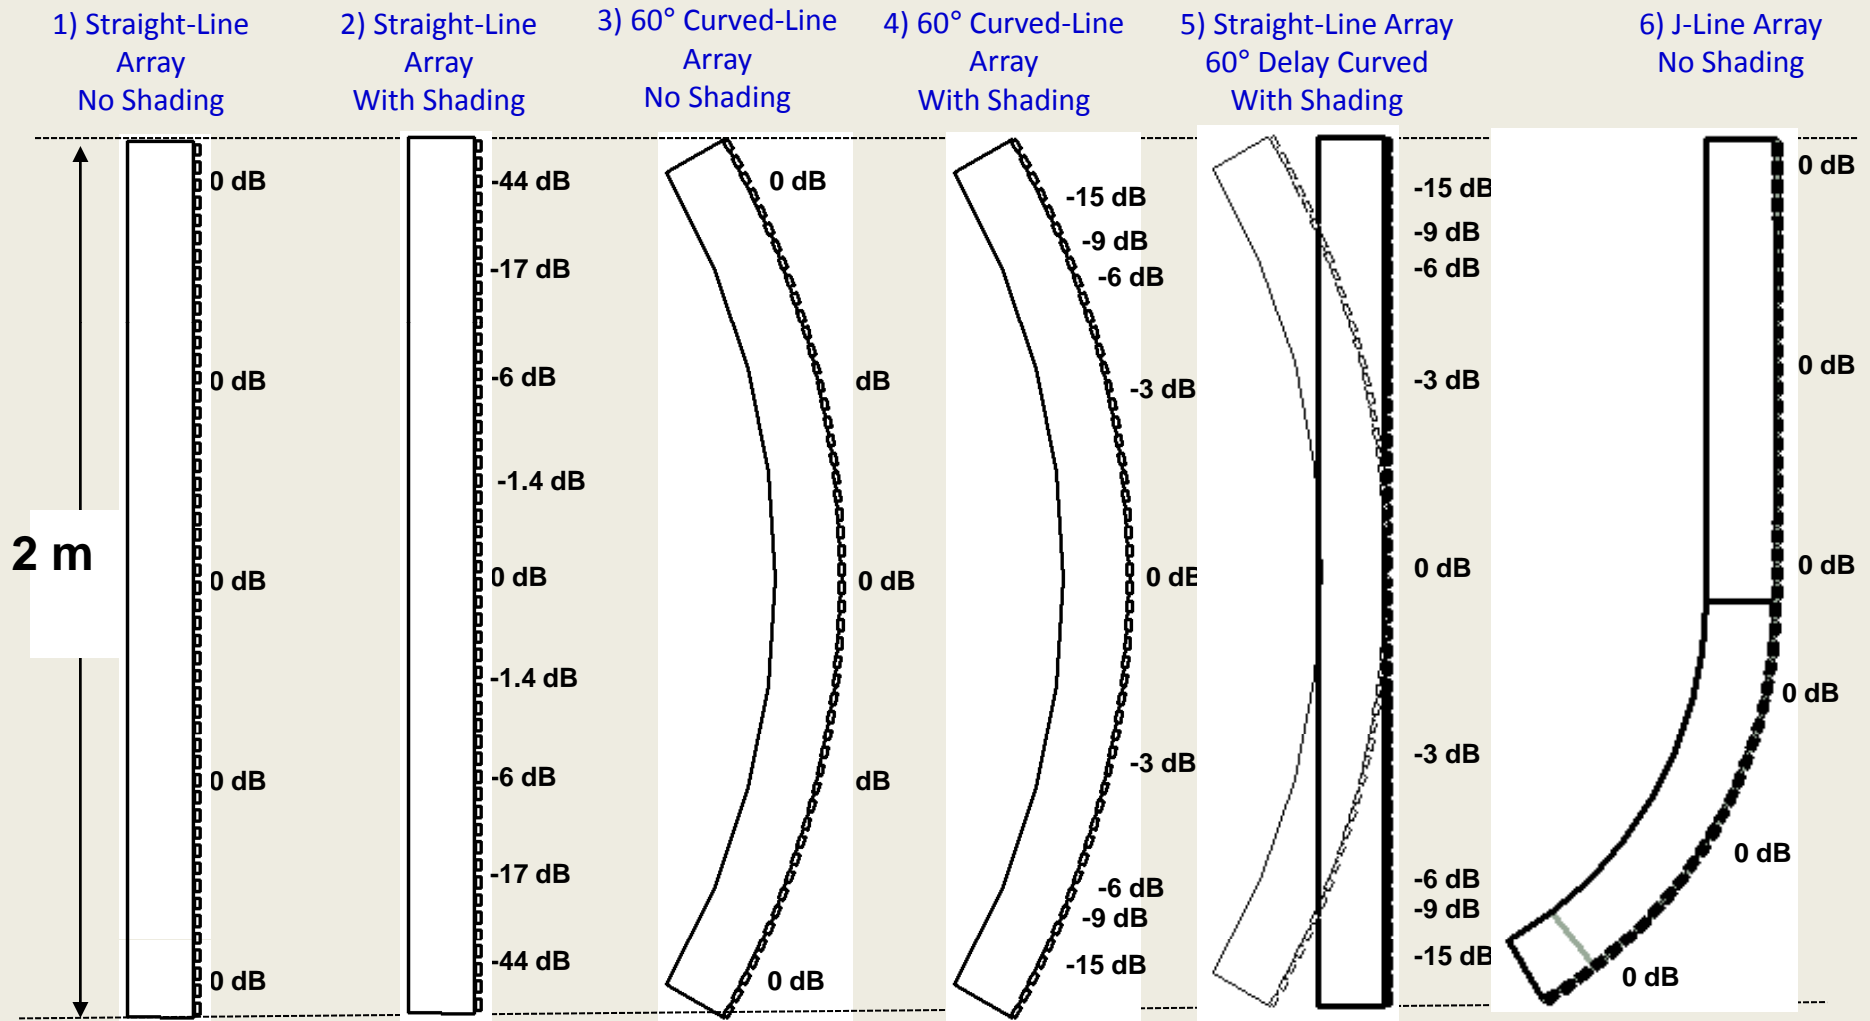 1) Straight-Line
Array
No Shading
2) Straight-Line
Array
With Shading
3) 60° Curved-Line
Array
No Shading
4) 60° Curved-Line
Array
With Shading
5) Straight-Line Array
60° Delay Curved
With Shading
6) J-Line Array
No Shading
2 m
0 dB
0 dB
0 dB
0 dB
0 dB
-44 dB
-17 dB
-6 dB
-1.4 dB
0 dB
-1.4 dB
-6 dB
-17 dB
-44 dB
0 dB
dB
0 dB
dB
0 dB
-15 dB
-9 dB
-6 dB
-3 dB
0 dB
-3 dB
-6 dB
-9 dB
-15 dB
-15 dB
-9 dB
-6 dB
-3 dB
0 dB
-3 dB
-6 dB
-9 dB
-15 dB
0 dB
0 dB
0 dB
0 dB
0 dB
0 dB